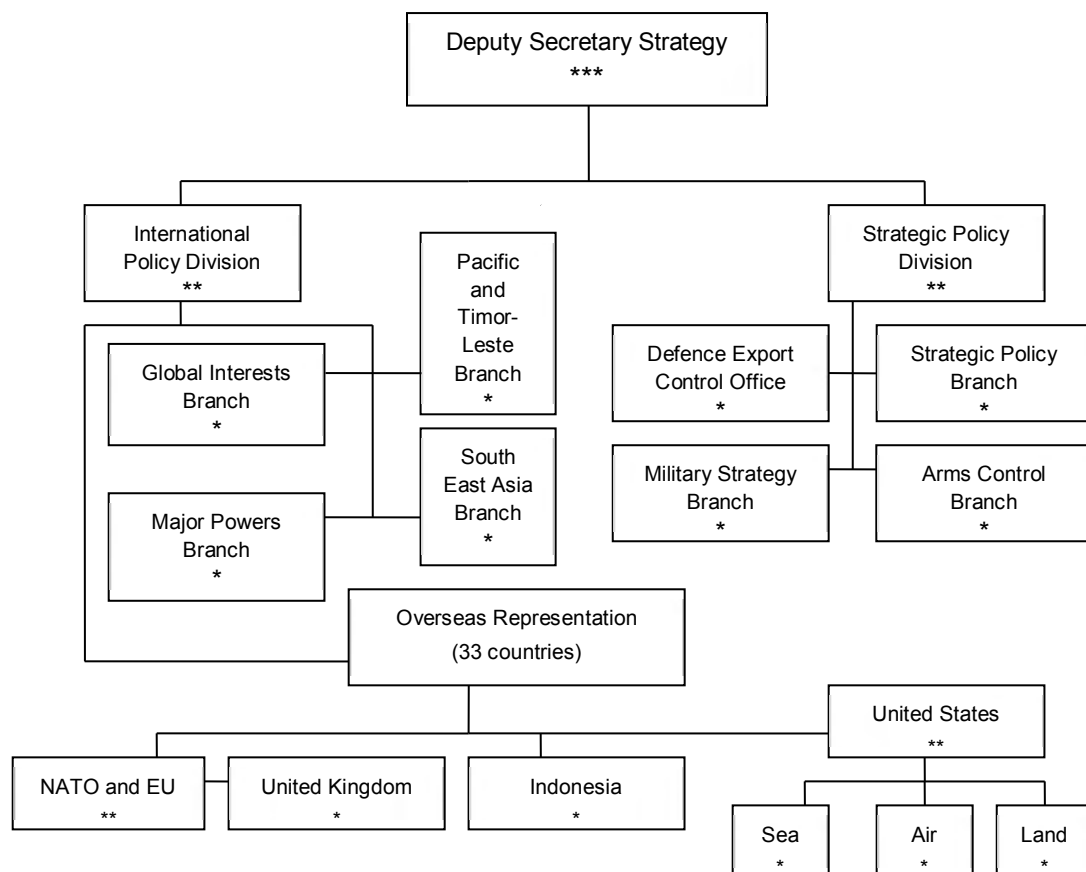 Deputy Secretary Strategy
***
International
Policy Division
**
Strategic Policy
Division
**
Pacific
and
Timor-
Leste
Branch
*
Global Interests
Branch
*
Defence Export
Control Office
*
Strategic Policy
Branch
*
South
East Asia
Branch
*
Major Powers
Branch
*
Military Strategy
Branch
*
Arms Control
Branch
*
Overseas Representation
(33 countries)
United States
**
NATO and EU
**
United Kingdom
*
Indonesia
*
Sea
*
Air
*
Land
*